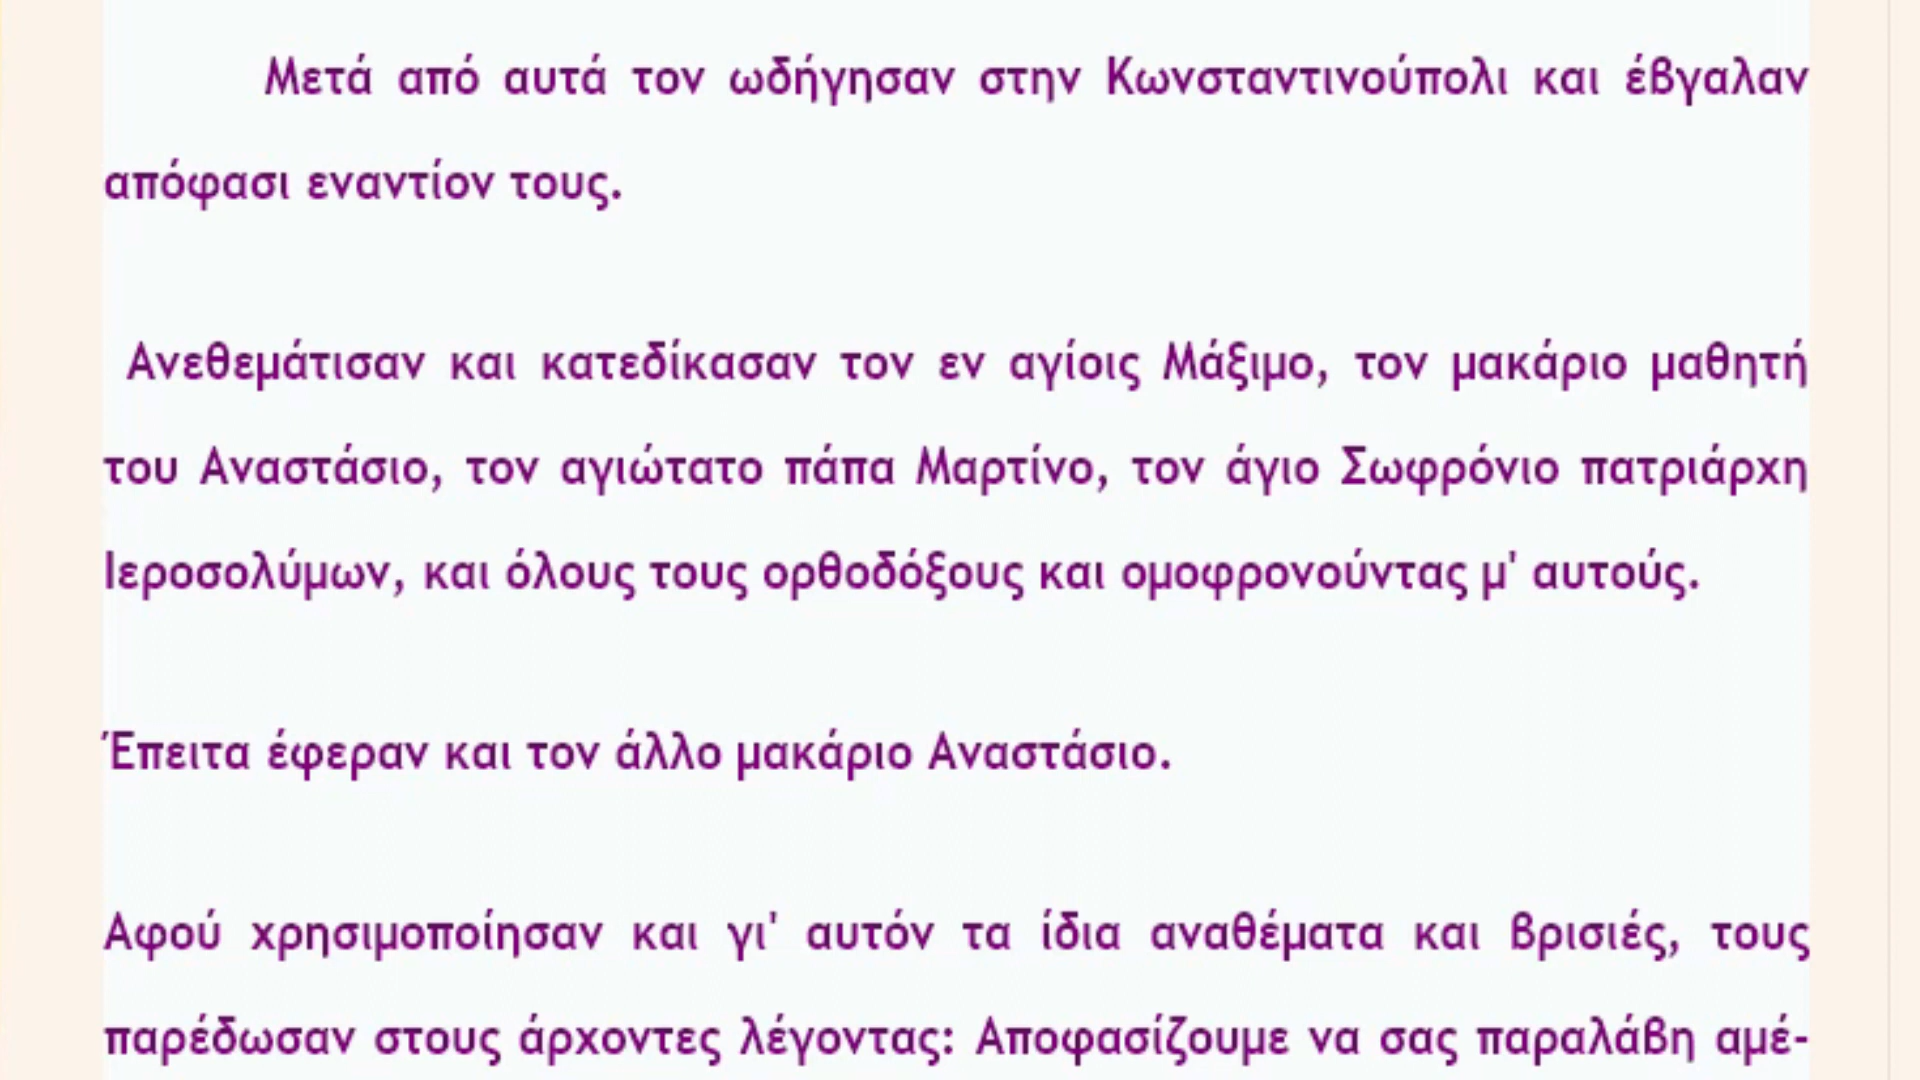 Μετά από αυτά τον ωδήγησαν στην Κωνσταντινούπολι και έβγαλαν
απόφασι εναντίον τους.
Ανεθεμάτισαν και κατεδίκασαν τον εν αγίοις Μάξιμο, τον μακάριο μαθητή
του Αναστάσιο, τον αγιώτατο πάπα Μαρτίνο, τον άγιο Σωφρόνιο πατριάρχη
Ιεροσολύμων, και όλους τους ορθοδόξους και ομοφρονούντας μ' αυτούς.
Έπειτα έφεραν και τον άλλο μακάριο Αναστάσιο.
Αφού χρησιμοποίησαν και γι' αυτόν τα ίδια αναθέματα και βρισιές, τους
παρέδωσαν στους άρχοντες λέγοντας: Αποφασίζουμε να σας παραλάβη αμέ-